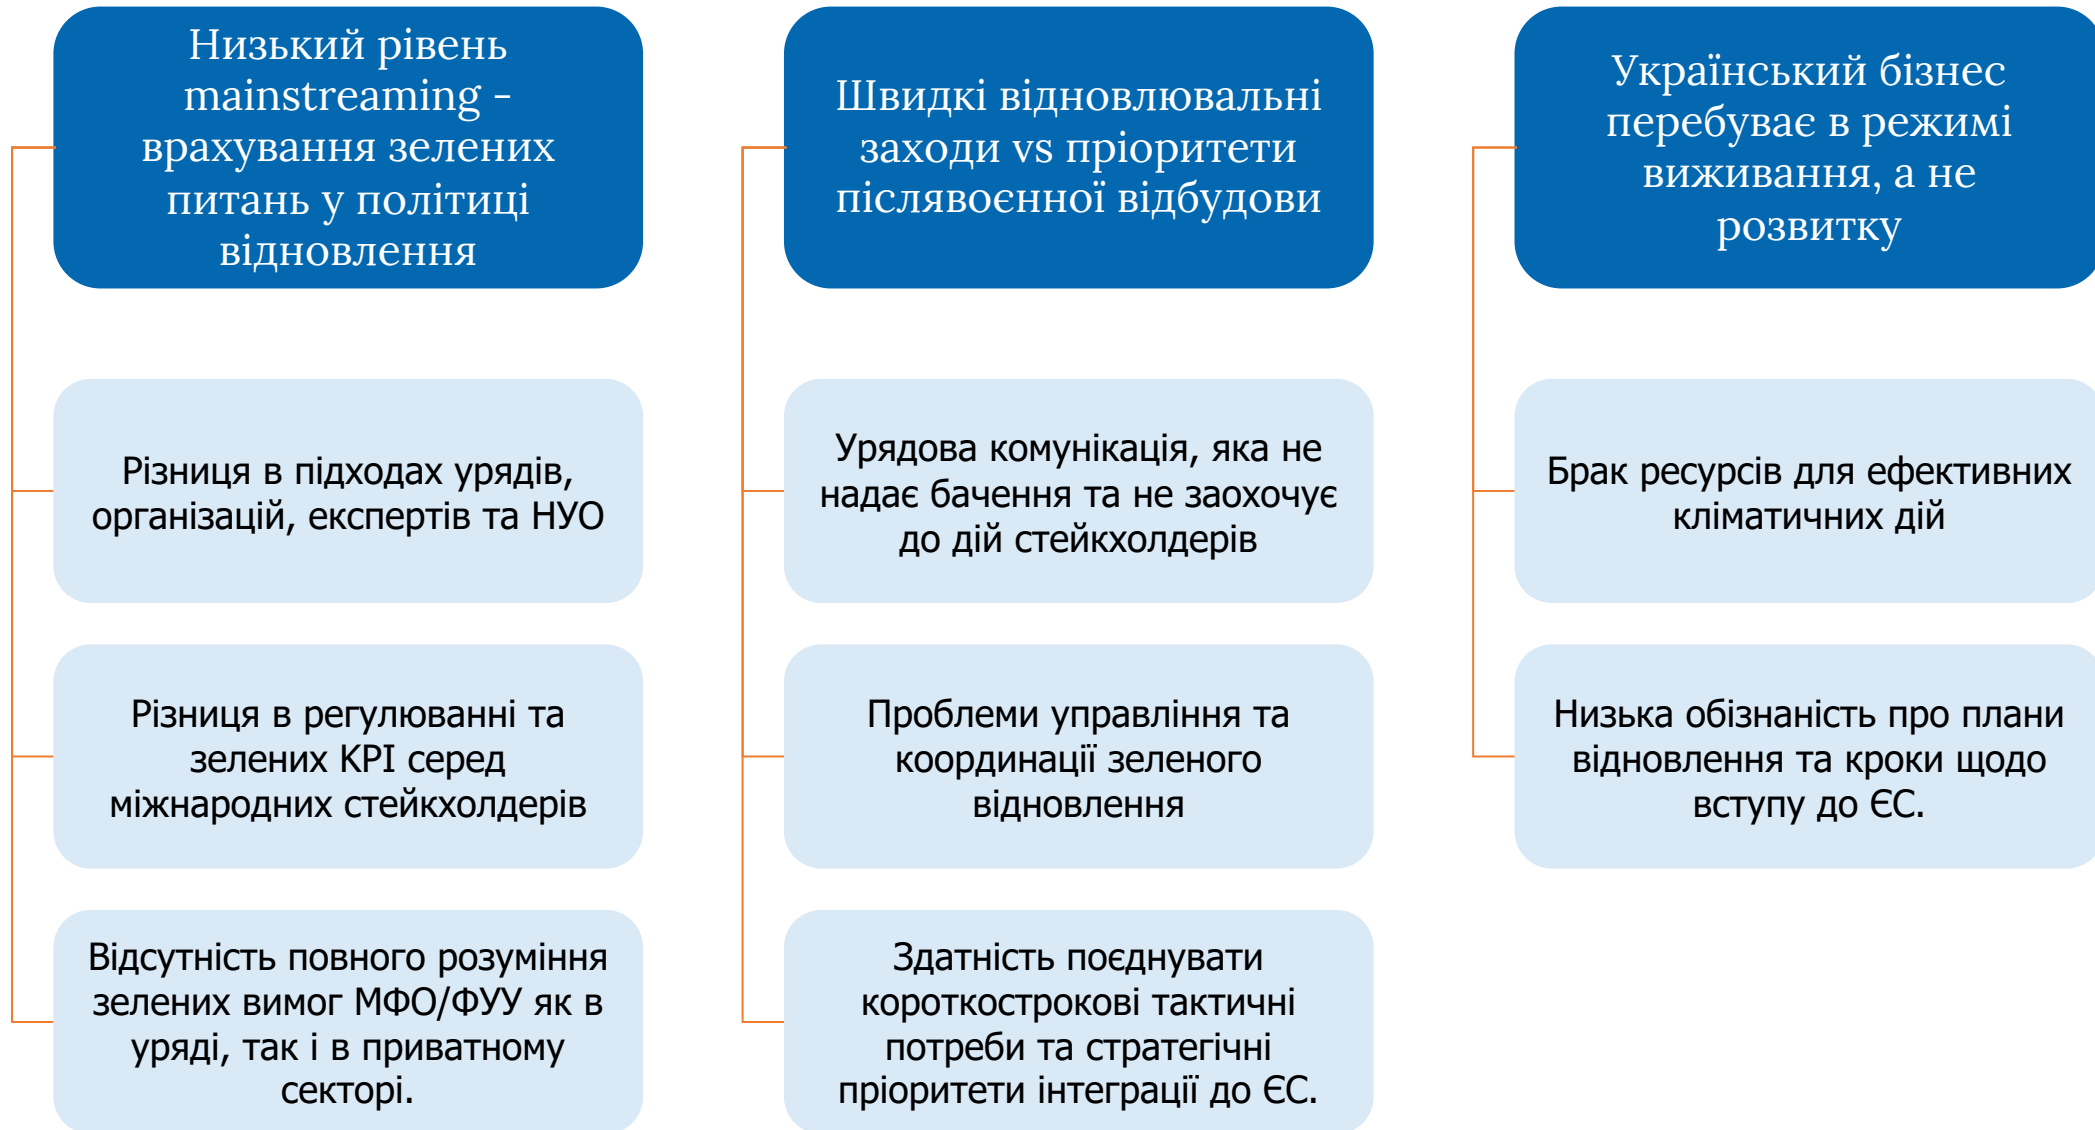 Низький рівень
mainstreaming -
врахування зелених
питань у політиці
відновлення
Різниця в підходах урядів,
організацій, експертів та НУО
Різниця в регулюванні та
зелених KPI серед
міжнародних стейкхолдерів
Відсутність повного розуміння
зелених вимог МФО/ФУУ як в
уряді, так і в приватному
секторі.
Швидкі відновлювальні
заходи vs пріоритети
післявоєнної відбудови
Урядова комунікація, яка не
надає бачення та не заохочує
до дій стейкхолдерів
Проблеми управління та
координації зеленого
відновлення
Здатність поєднувати
короткострокові тактичні
потреби та стратегічні
пріоритети інтеграції до ЄС.
Український бізнес
перебуває в режимі
виживання, а не
розвитку
Брак ресурсів для ефективних
кліматичних дій
Низька обізнаність про плани
відновлення та кроки щодо
вступу до ЄС.